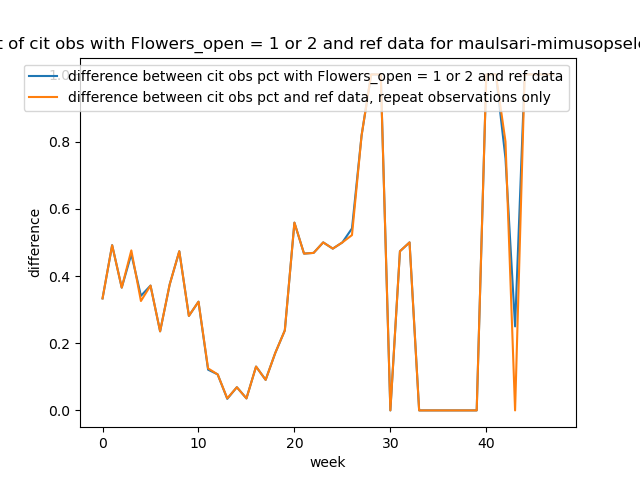 of cit obs with Flowers_open = 1 or 2 and ref data for
difference between cit obs pct with Flowers_open = 1 or 2 and ref data
difference between cit obs pct and ref data, repeat observations only
1.0
0.8
0.6
0.4
0.2
0.0
difference
0
10
20
30
40
week